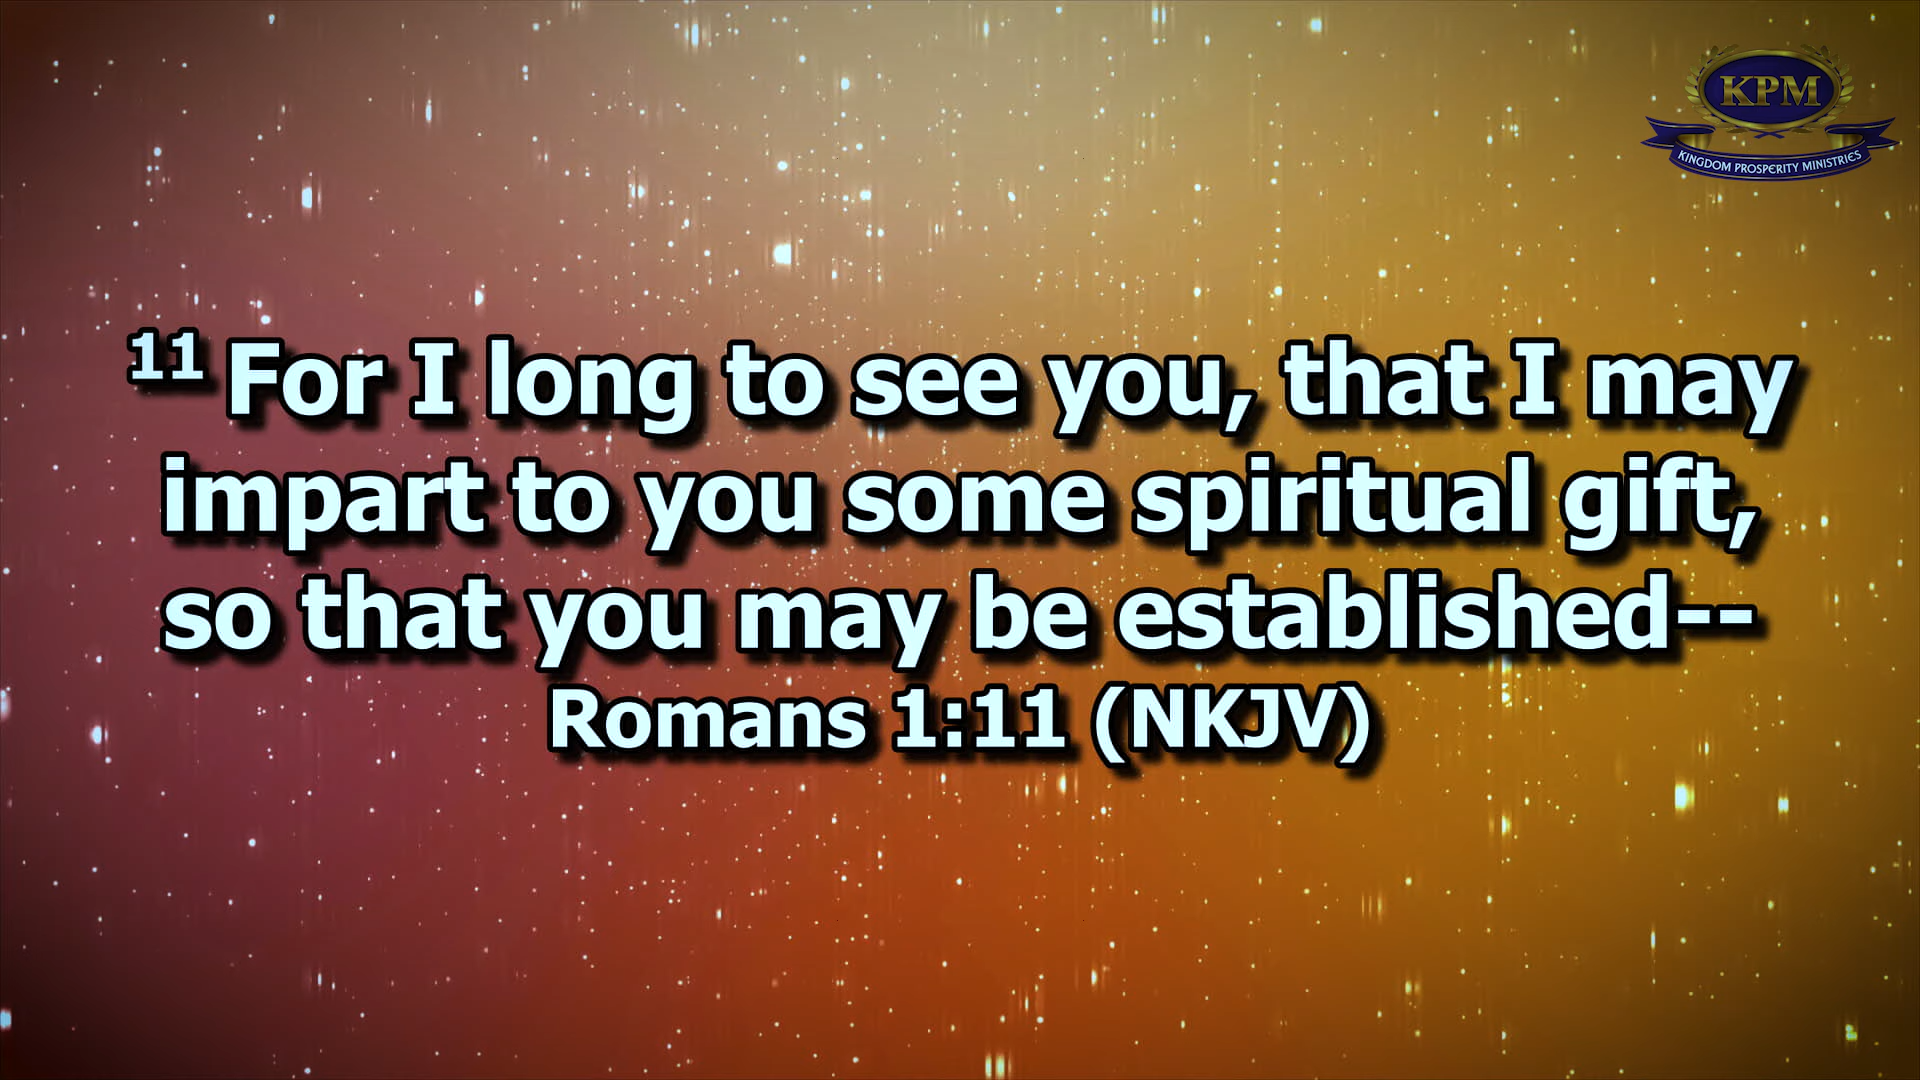 KPM
KINGDOM PROSPERITY MINISTRIES
11 For I long to see you, that I may
impart to you some spiritual gift,
so that you may be established--
Romans 1:11 (NKJV)